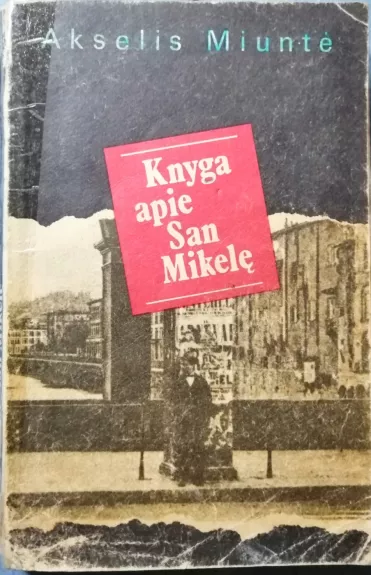 Akselis Miuntė
Knyga
apie
San
Mikelę